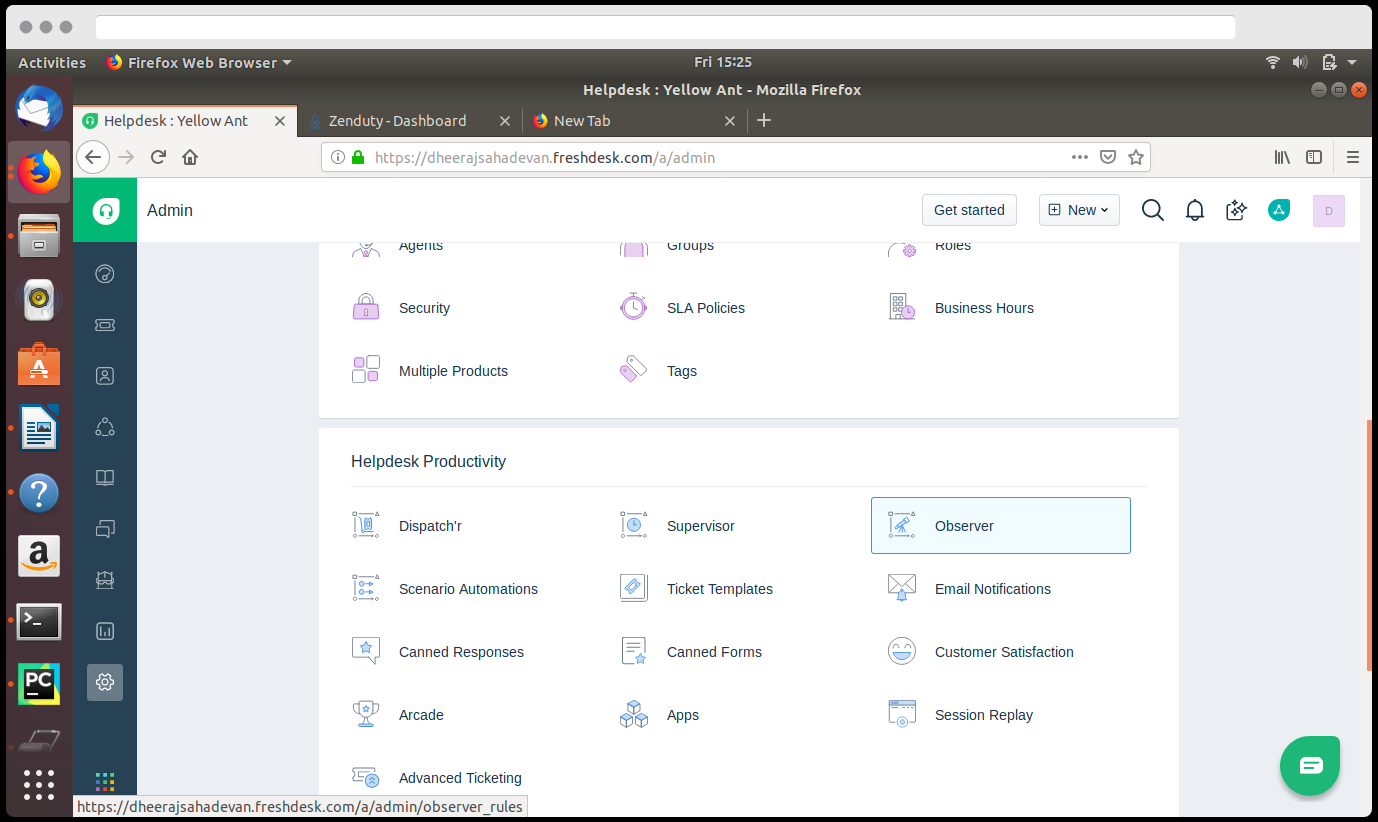 Activities Firefox Web Browser Fri 15:25
Helpdesk : Yellow Ant - Mozilla Firefox
Helpdesk : Yellow Ant Zenduty - Dashboard New Tab
https://dheerajsahadevan.freshdesk.com/a/admin
Admin Get started New D
Agents Groups Roles
Security SLA Policies Business Hours
Multiple Products Tags
Helpdesk Productivity
Dispatch'r Supervisor Observer
Scenario Automations Ticket Templates Email Notifications
Canned Responses Canned Forms Customer Satisfaction
Arcade Apps Session Replay
Advanced Ticketing
https://dheerajsahadevan.freshdesk.com/a/admin/observer_rules